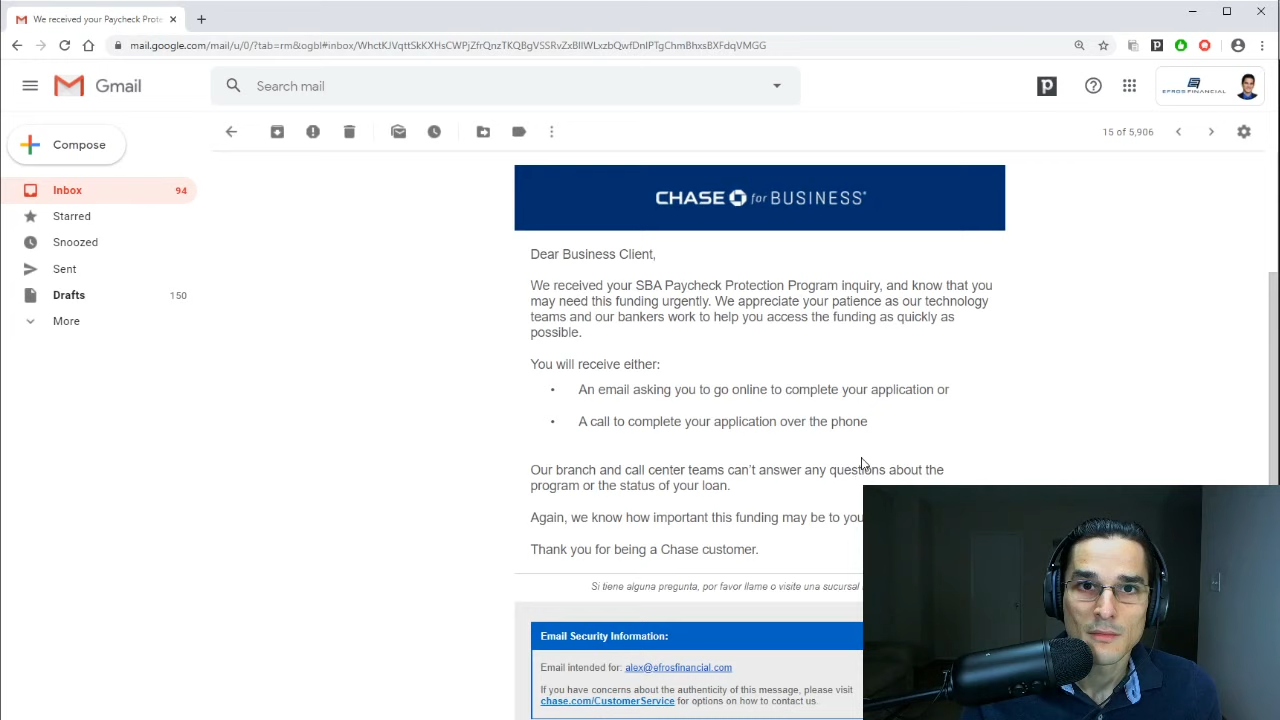 We received your Paycheck Prote
mail.google.com/mail/u/0/?tab=rm&ogbl#inbox/WhctKJVqttSkKXHsCWPjZfrQnzTKQBgVSSRvZxBllWLxzbQwfDnlPTgChmBhxsBXFdqVMGG
Gmail
Search mail
EFROS FINANCIAL
Compose
15 of 5,906
Inbox 94
Starred
Snoozed
Sent
Drafts 150
More
CHASE for BUSINESS®
Dear Business Client,
We received your SBA Paycheck Protection Program inquiry, and know that you
may need this funding urgently. We appreciate your patience as our technology
teams and our bankers work to help you access the funding as quickly as
possible.
You will receive either:
• An email asking you to go online to complete your application or
• A call to complete your application over the phone
Our branch and call center teams can’t answer any questions about the
program or the status of your loan.
Again, we know how important this funding may be to you
Thank you for being a Chase customer.
Si tiene alguna pregunta, por favor llame o visite una sucursal
Email Security Information:
Email intended for: alex@efrosfinancial.com
If you have concerns about the authenticity of this message, please visit
chase.com/CustomerService for options on how to contact us.